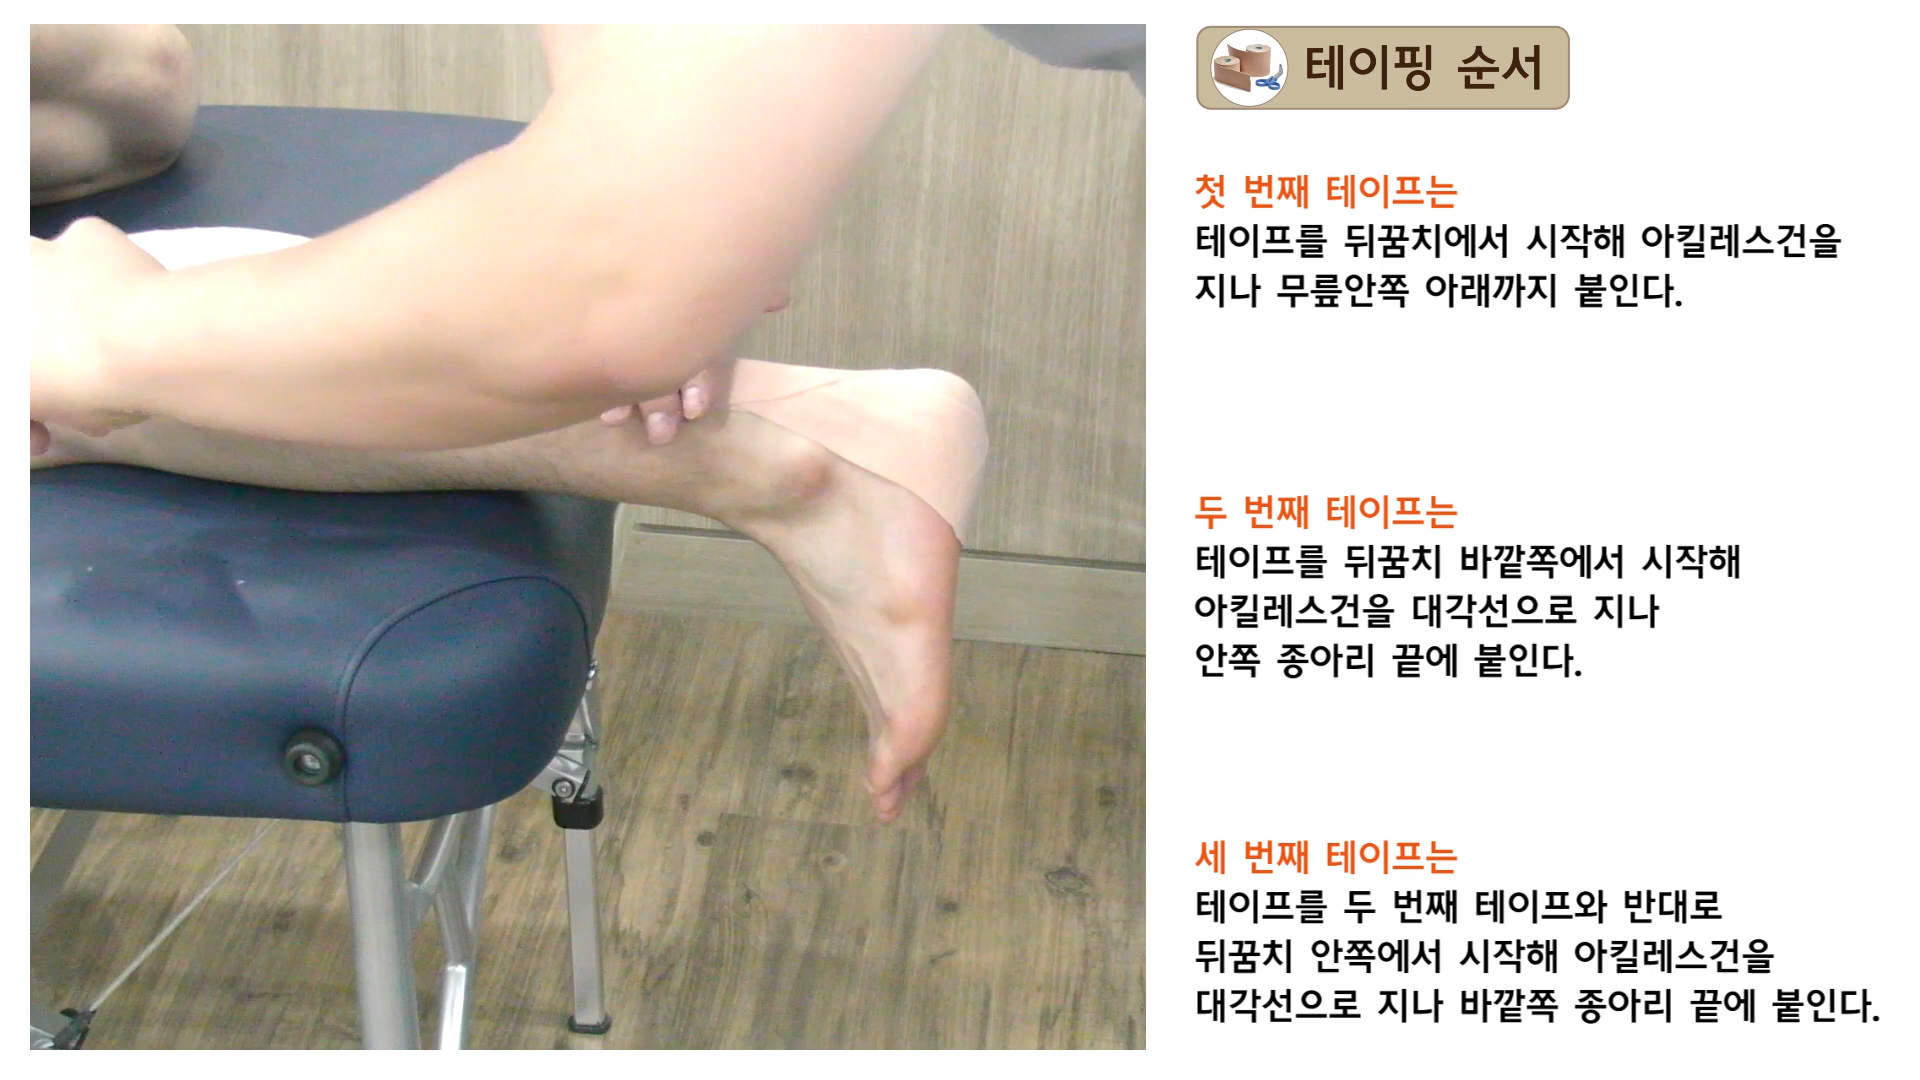 테이핑 순서
첫 번째 테이프는
테이프를 뒤꿈치에서 시작해 아킬레스건을
지나 무릎안쪽 아래까지 붙인다.
두 번째 테이프는
테이프를 뒤꿈치 바깥쪽에서 시작해
아킬레스건을 대각선으로 지나
안쪽 종아리 끝에 붙인다.
세 번째 테이프는
테이프를 두 번째 테이프와 반대로
뒤꿈치 안쪽에서 시작해 아킬레스건을
대각선으로 지나 바깥쪽 종아리 끝에 붙인다.